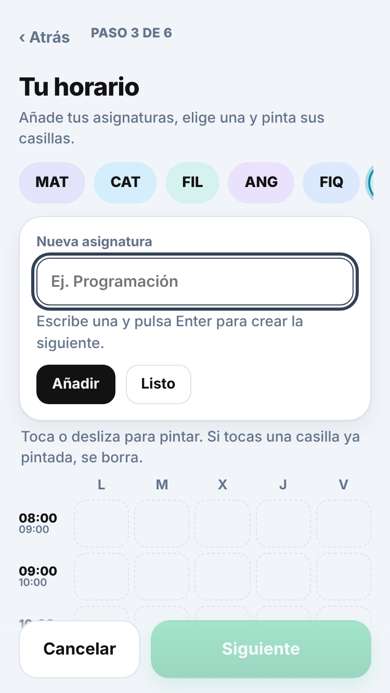 ‹ Atrás
PASO 3 DE 6
Tu horario
Añade tus asignaturas, elige una y pinta sus
casillas.
MAT
CAT
FIL
ANG
FIQ
Nueva asignatura
Ej. Programación
Escribe una y pulsa Enter para crear la
siguiente.
Añadir
Listo
Toca o desliza para pintar. Si tocas una casilla ya
pintada, se borra.
L M X J V
08:00
09:00
09:00
10:00
Cancelar
Siguiente